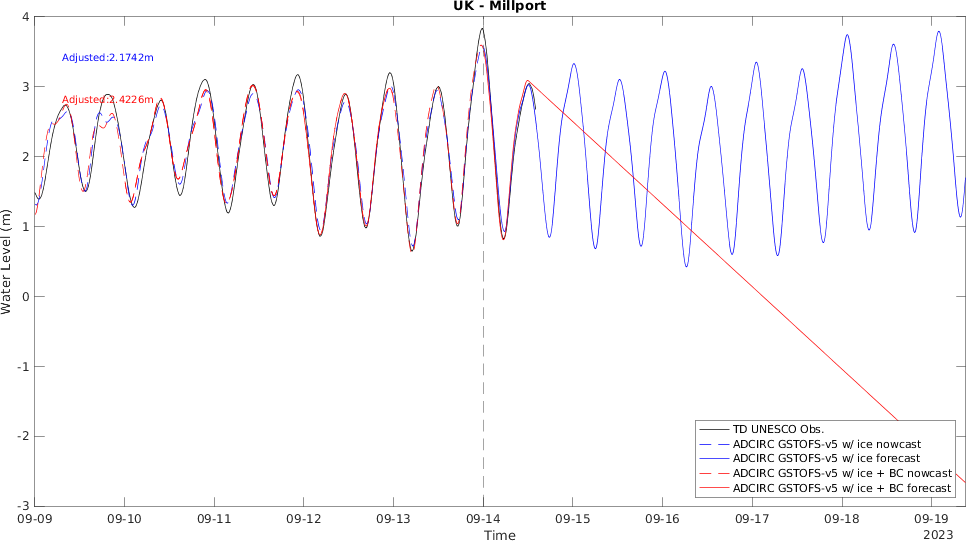 UK - Millport
4
3
2
1
0
-1
-2
-3
Water Level (m)
Adjusted:2.1742m
Adjusted:2.4226m
TD UNESCO Obs.
ADCIRC GSTOFS-v5 w/ ice nowcast
ADCIRC GSTOFS-v5 w/ ice forecast
ADCIRC GSTOFS-v5 w/ ice + BC nowcast
ADCIRC GSTOFS-v5 w/ ice + BC forecast
09-09 09-10 09-11 09-12 09-13 09-14 09-15 09-16 09-17 09-18 09-19
Time
2023